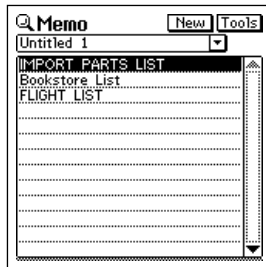 Memo New Tools
Untitled 1
IMPORT PARTS LIST
Bookstore List
FLIGHT LIST